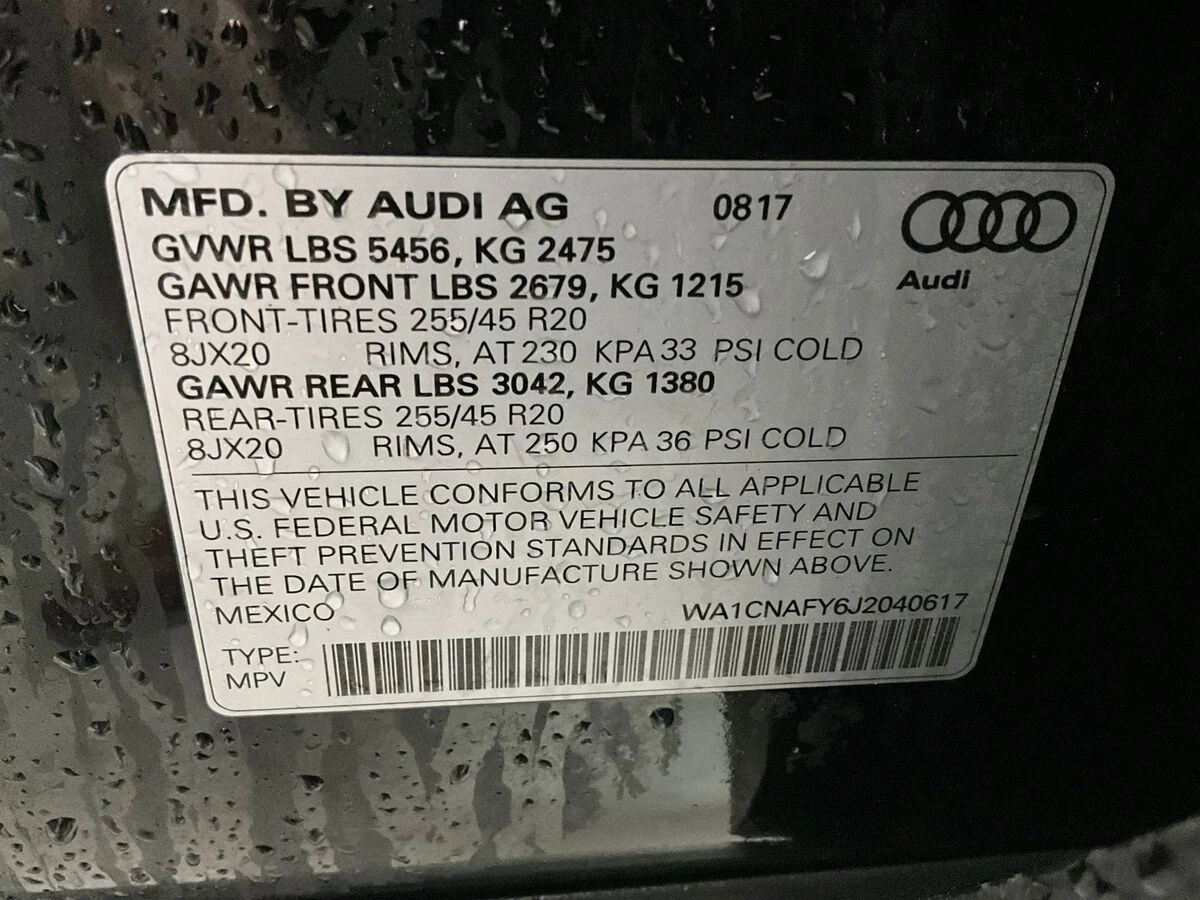 MFD. BY AUDI AG 0817
Audi
GVWR LBS 5456, KG 2475
GAWR FRONT LBS 2679, KG 1215
FRONT-TIRES 255/45 R20
8JX20 RIMS, AT 230 KPA 33 PSI COLD
GAWR REAR LBS 3042, KG 1380
REAR-TIRES 255/45 R20
8JX20 RIMS, AT 250 KPA 36 PSI COLD
THIS VEHICLE CONFORMS TO ALL APPLICABLE
U.S. FEDERAL MOTOR VEHICLE SAFETY AND
THEFT PREVENTION STANDARDS IN EFFECT ON
THE DATE OF MANUFACTURE SHOWN ABOVE.
MEXICO WA1CNAFY6J2040617
TYPE:
MPV